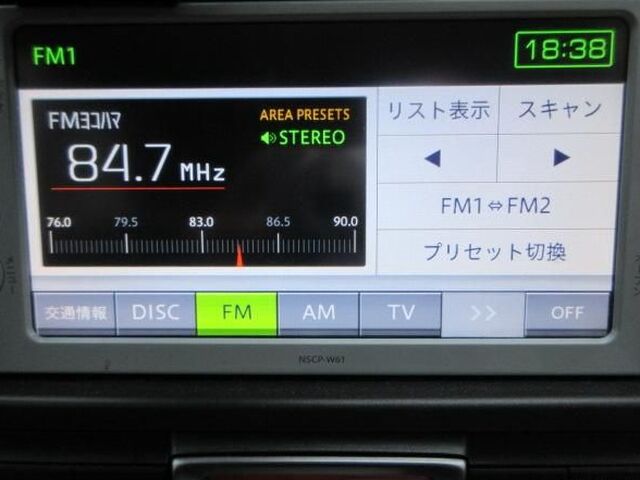 FM1
18:38
FMヨコハマ
AREA PRESETS
STEREO
84.7 MHz
76.0 79.5 83.0 86.5 90.0
リスト表示 スキャン
◀ ▶
FM1⇔FM2
プリセット切換
交通情報 DISC FM AM TV >> OFF
NSCP-W61